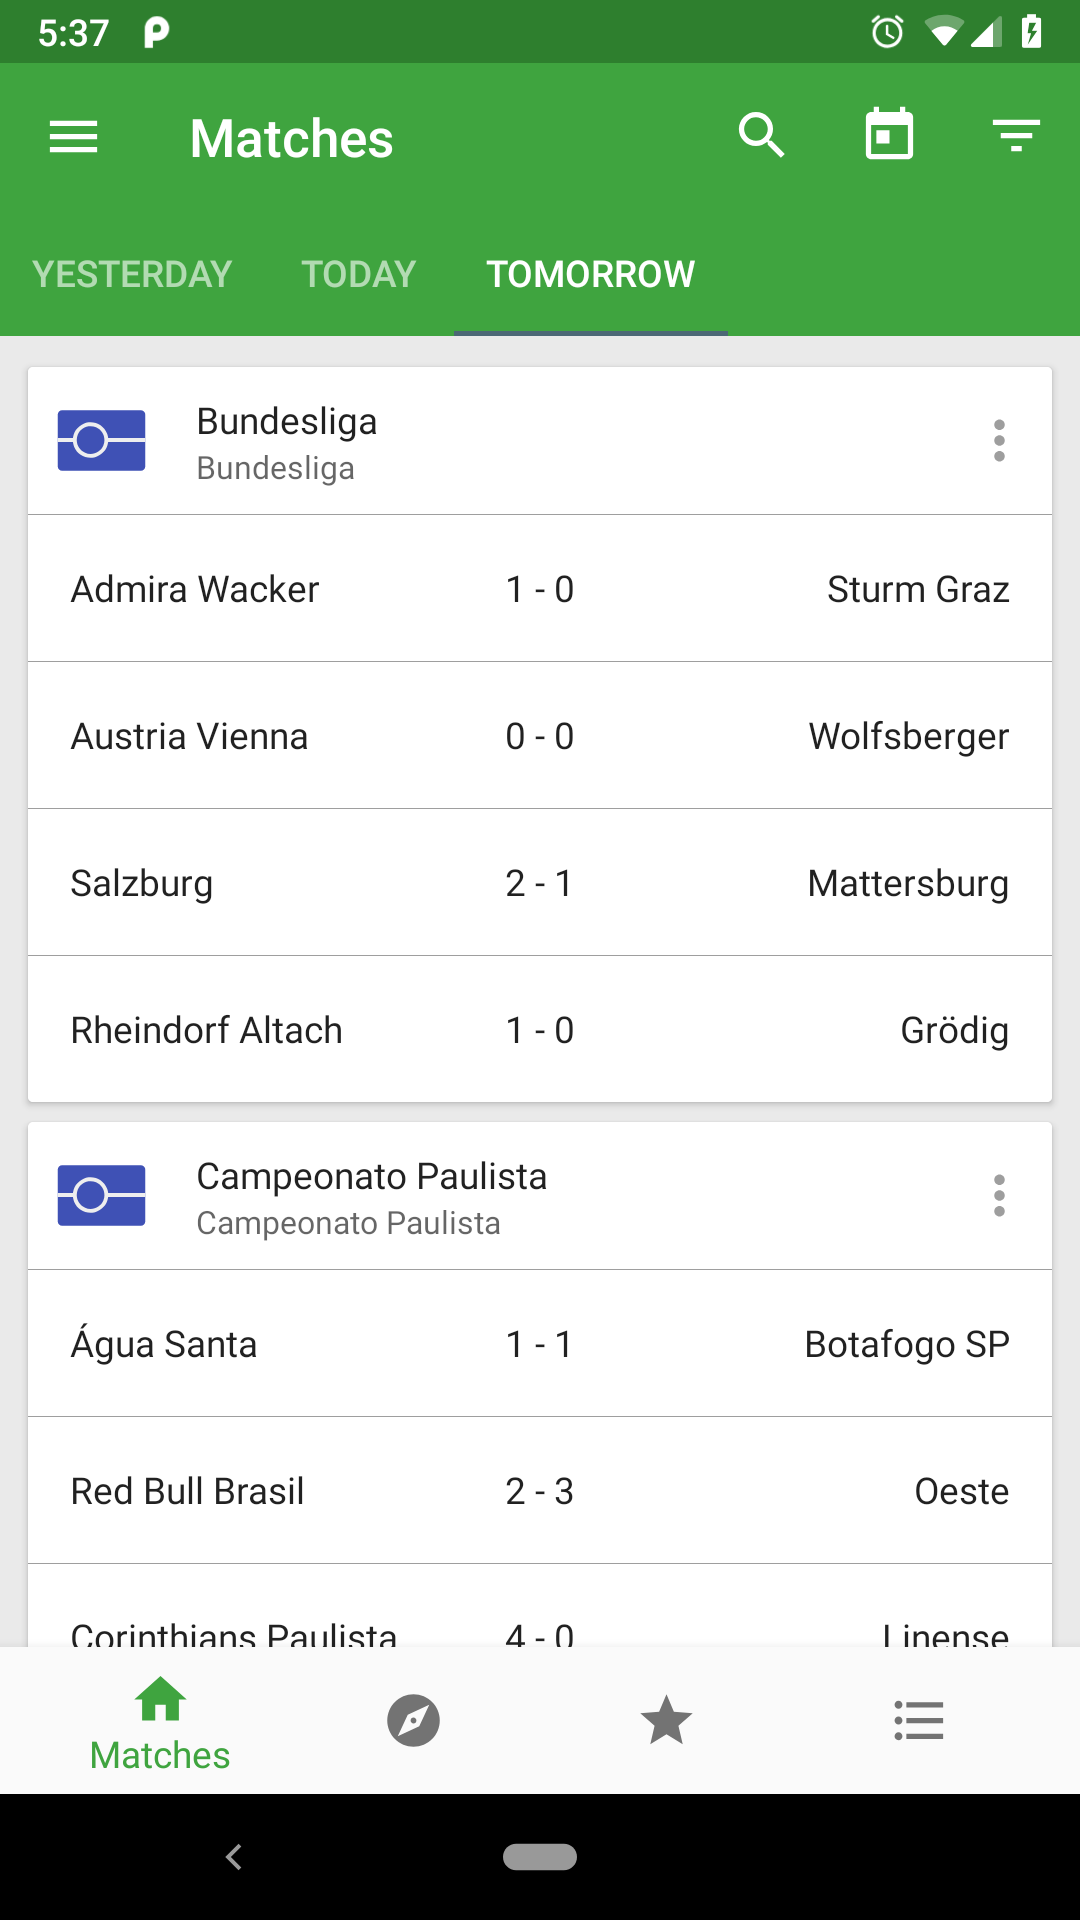 5:37
Matches
YESTERDAY TODAY TOMORROW
Bundesliga
Bundesliga
Admira Wacker 1 - 0 Sturm Graz
Austria Vienna 0 - 0 Wolfsberger
Salzburg 2 - 1 Mattersburg
Rheindorf Altach 1 - 0 Grödig
Campeonato Paulista
Campeonato Paulista
Água Santa 1 - 1 Botafogo SP
Red Bull Brasil 2 - 3 Oeste
Corinthians Paulista 4 - 0 Linense
Matches